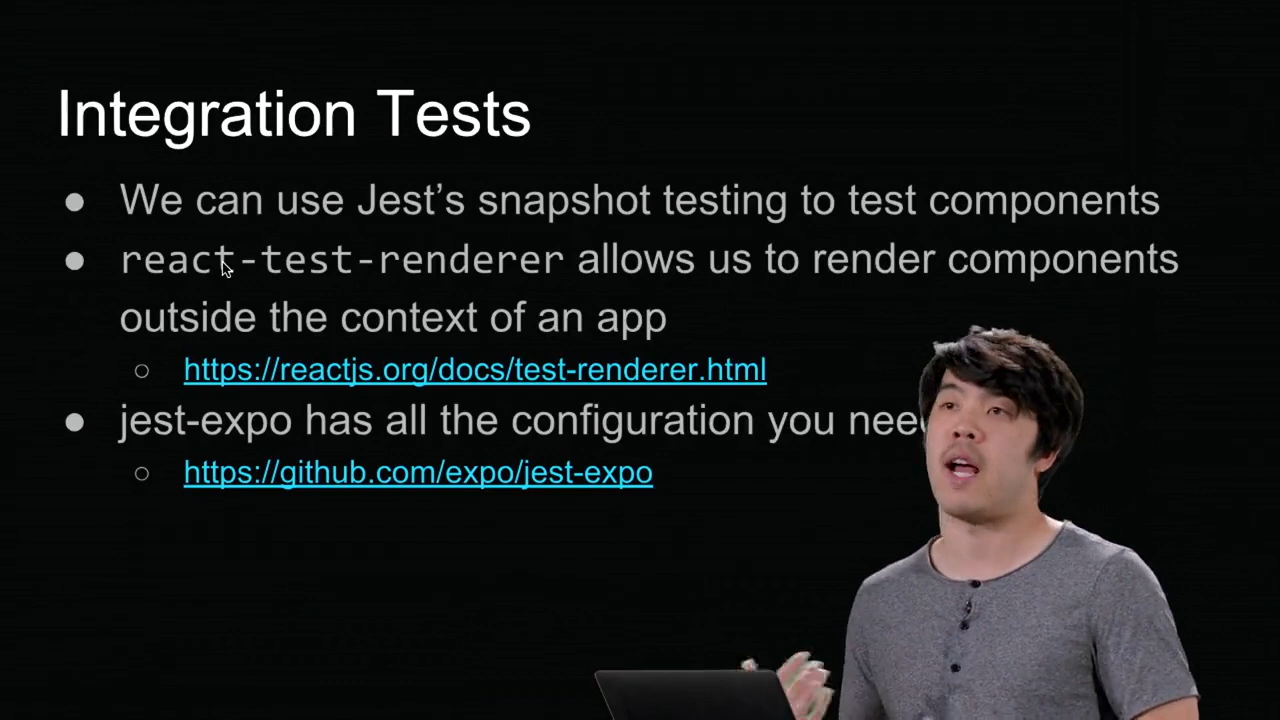 Integration Tests
● We can use Jest’s snapshot testing to test components
● react-test-renderer allows us to render components
outside the context of an app
○ https://reactjs.org/docs/test-renderer.html
● jest-expo has all the configuration you
○ https://github.com/expo/jest-expo